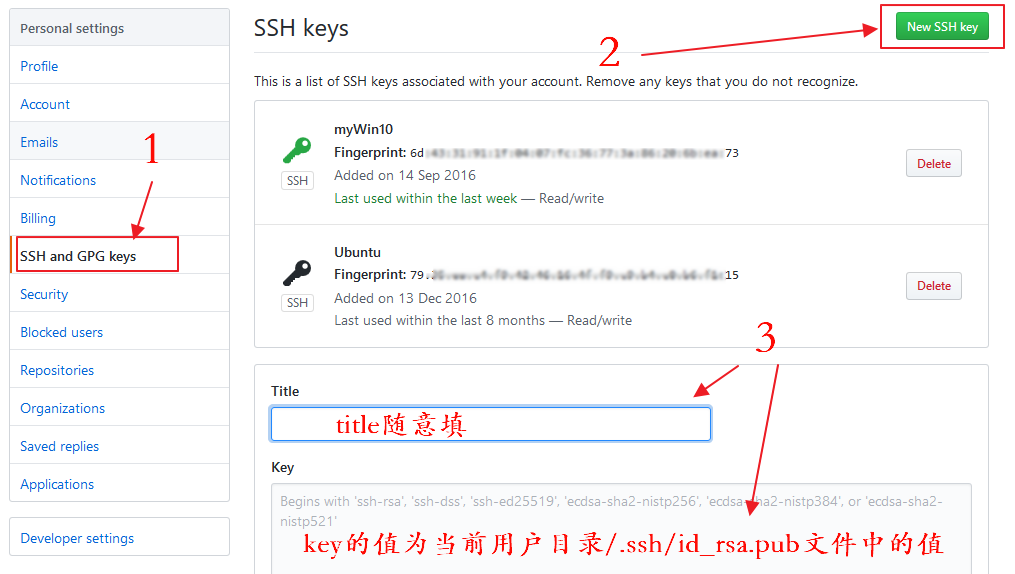 Personal settings
Profile
Account
Emails
Notifications
Billing
SSH and GPG keys
Security
Blocked users
Repositories
Organizations
Saved replies
Applications
Developer settings
1
SSH keys
2
New SSH key
This is a list of SSH keys associated with your account. Remove any keys that you do not recognize.
myWin10
Fingerprint: 6d 73
Added on 14 Sep 2016
Last used within the last week — Read/write
SSH
Delete
Ubuntu
Fingerprint: 79 15
Added on 13 Dec 2016
Last used within the last 8 months — Read/write
SSH
Delete
3
Title
title随意填
Key
Begins with 'ssh-rsa', 'ssh-dss', 'ssh-ed25519', 'ecdsa-sha2-nistp256', 'ecdsa-sha2-nistp384', or 'ecdsa-sha2-
nistp521'
key的值为当前用户目录/.ssh/id_rsa.pub文件中的值